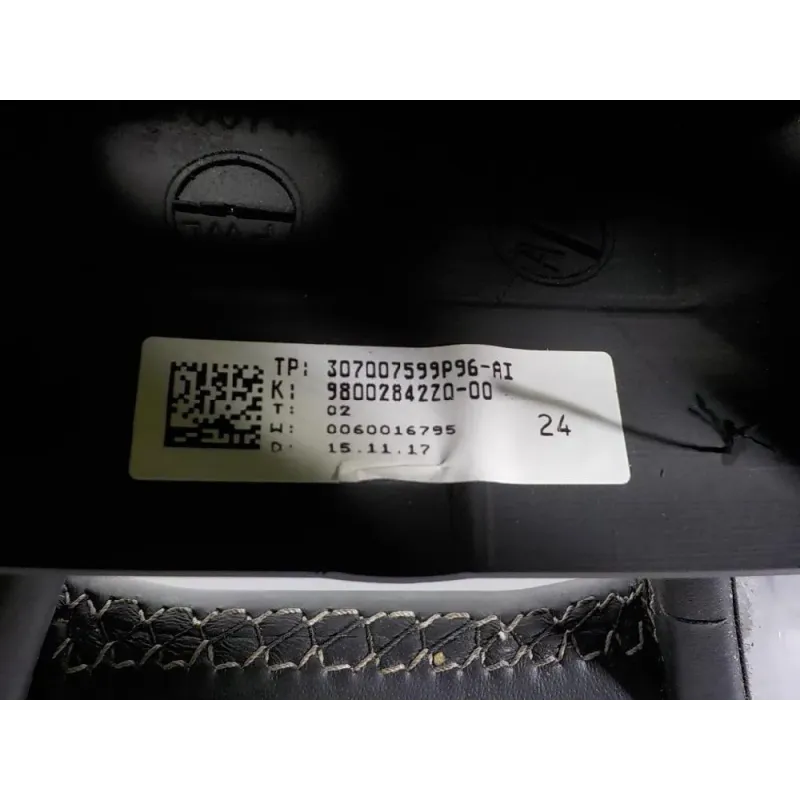 TP: 307007599P96-AI
K: 98002842ZD-00
T: 02
W: 0060016795
D: 15.11.17
24